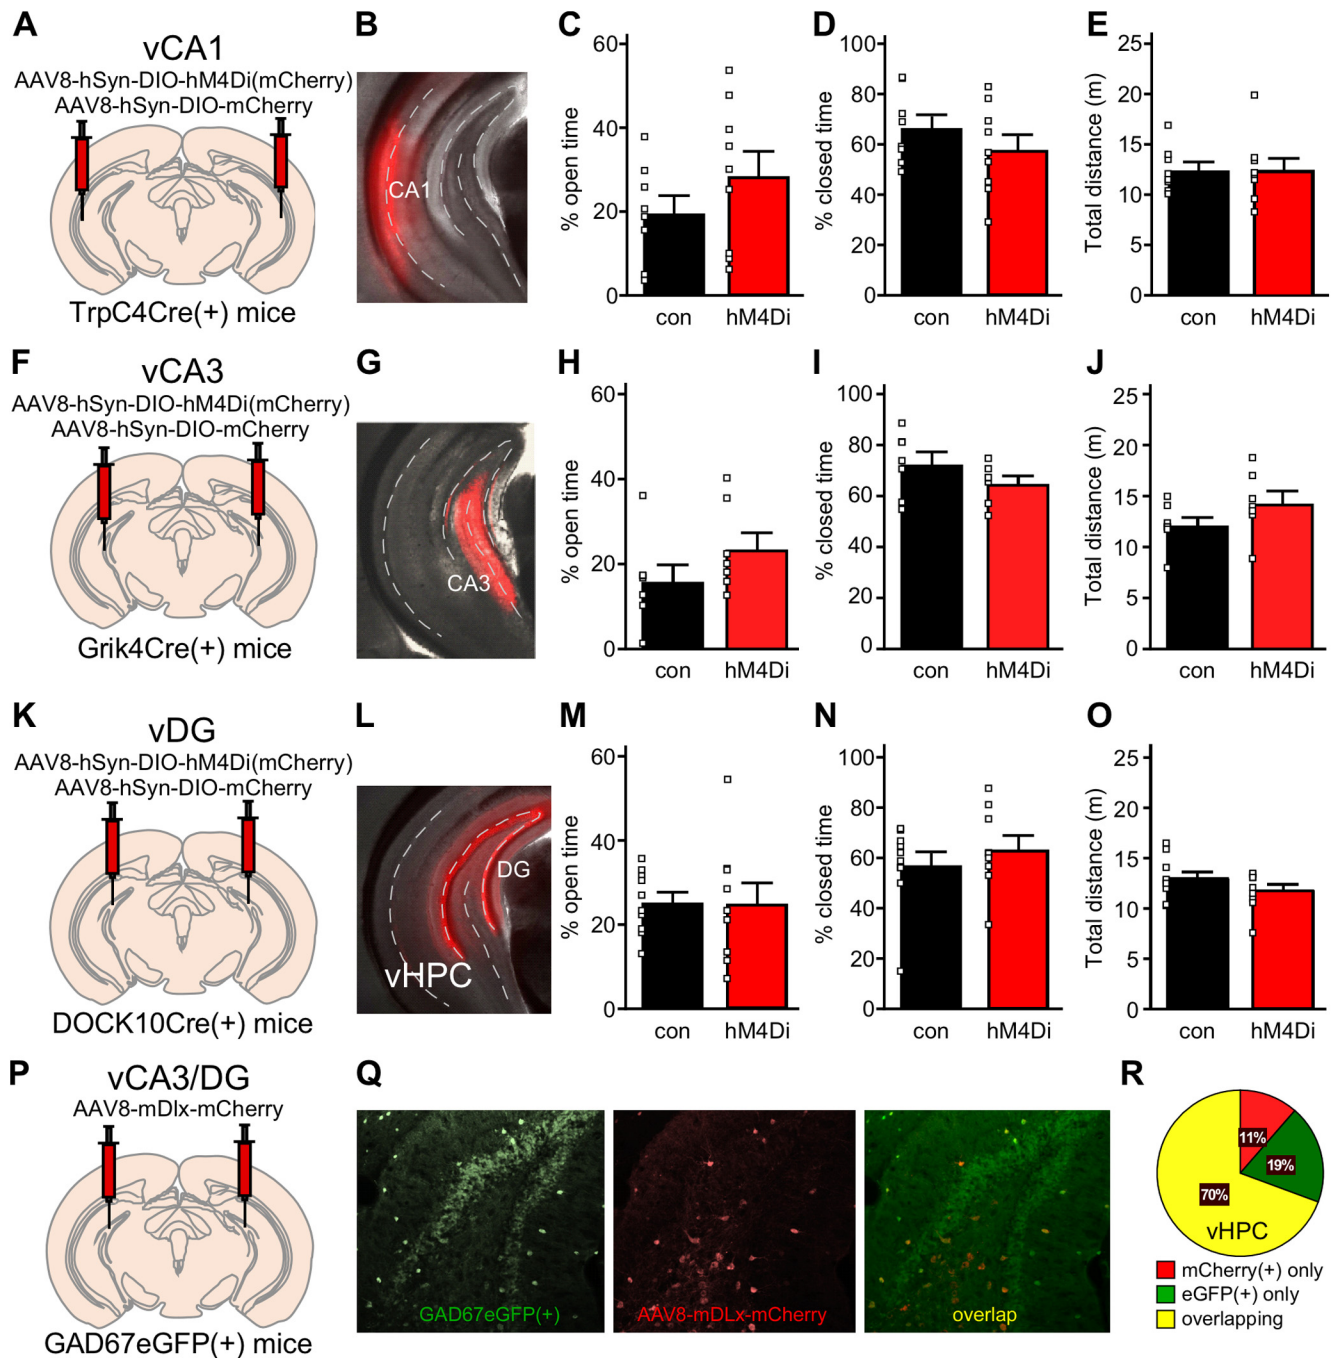 A
vCA1
AAV8-hSyn-DIO-hM4Di(mCherry)
AAV8-hSyn-DIO-mCherry
TrpC4Cre(+) mice
B
CA1
C
% open time
60
40
20
0
con hM4Di
D
% closed time
100
80
60
40
20
0
con hM4Di
E
Total distance (m)
25
20
15
10
5
0
con hM4Di
F
vCA3
AAV8-hSyn-DIO-hM4Di(mCherry)
AAV8-hSyn-DIO-mCherry
Grik4Cre(+) mice
G
CA3
H
% open time
60
40
20
0
con hM4Di
I
% closed time
100
80
60
40
20
0
con hM4Di
J
Total distance (m)
25
20
15
10
5
0
con hM4Di
K
vDG
AAV8-hSyn-DIO-hM4Di(mCherry)
AAV8-hSyn-DIO-mCherry
DOCK10Cre(+) mice
L
DG
vHPC
M
% open time
60
40
20
0
con hM4Di
N
% closed time
100
80
60
40
20
0
con hM4Di
O
Total distance (m)
25
20
15
10
5
0
con hM4Di
P
vCA3/DG
AAV8-mDlx-mCherry
GAD67eGFP(+) mice
Q
GAD67eGFP(+)
AAV8-mDLx-mCherry
overlap
R
11%
19%
70%
vHPC
mCherry(+) only
eGFP(+) only
overlapping